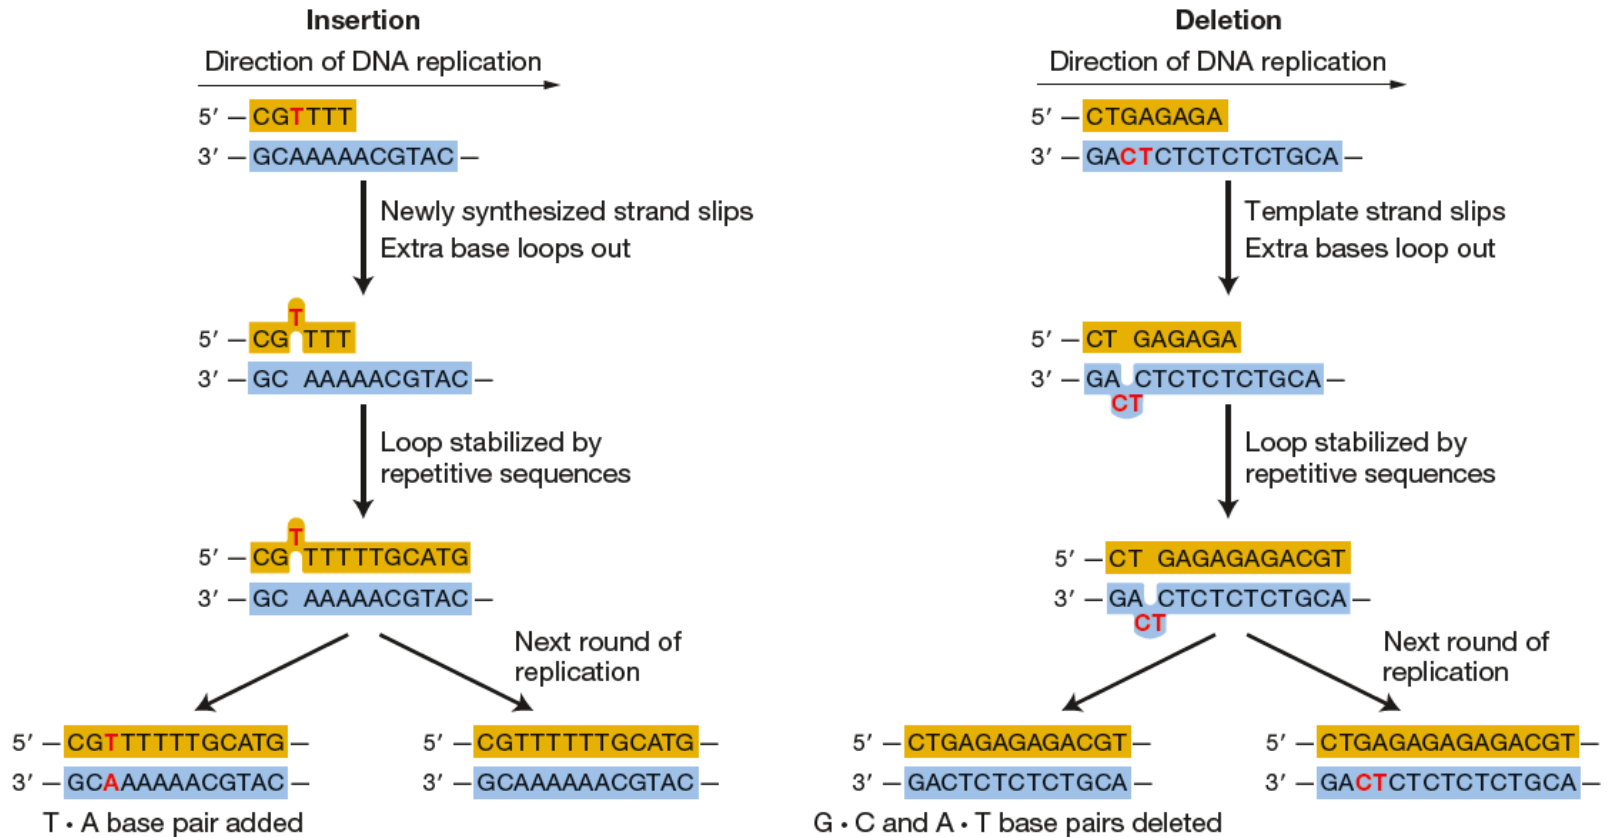 Insertion
Direction of DNA replication
5′ — CGTTTT
3′ — GCAAAAACGTAC —
Newly synthesized strand slips
Extra base loops out
T
5′ — CG TTT
3′ — GC AAAAACGTAC —
Loop stabilized by
repetitive sequences
T
5′ — CG TTTTTGCATG
3′ — GC AAAAACGTAC —
Next round of
replication
5′ — CGTTTTTTGCATG —
3′ — GCAAAAAACGTAC —
T • A base pair added
5′ — CGTTTTTTGCATG —
3′ — GCAAAAAACGTAC —
Deletion
Direction of DNA replication
5′ — CTGAGAGA
3′ — GACTCTCTCTCTGCA —
Template strand slips
Extra bases loop out
5′ — CT GAGAGA
3′ — GA CTCTCTCTGCA —
CT
Loop stabilized by
repetitive sequences
5′ — CT GAGAGAGACGT
3′ — GA CTCTCTCTGCA —
CT
Next round of
replication
5′ — CTGAGAGAGACGT —
3′ — GACTCTCTCTGCA —
G • C and A • T base pairs deleted
5′ — CTGAGAGAGAGACGT —
3′ — GACTCTCTCTCTGCA —